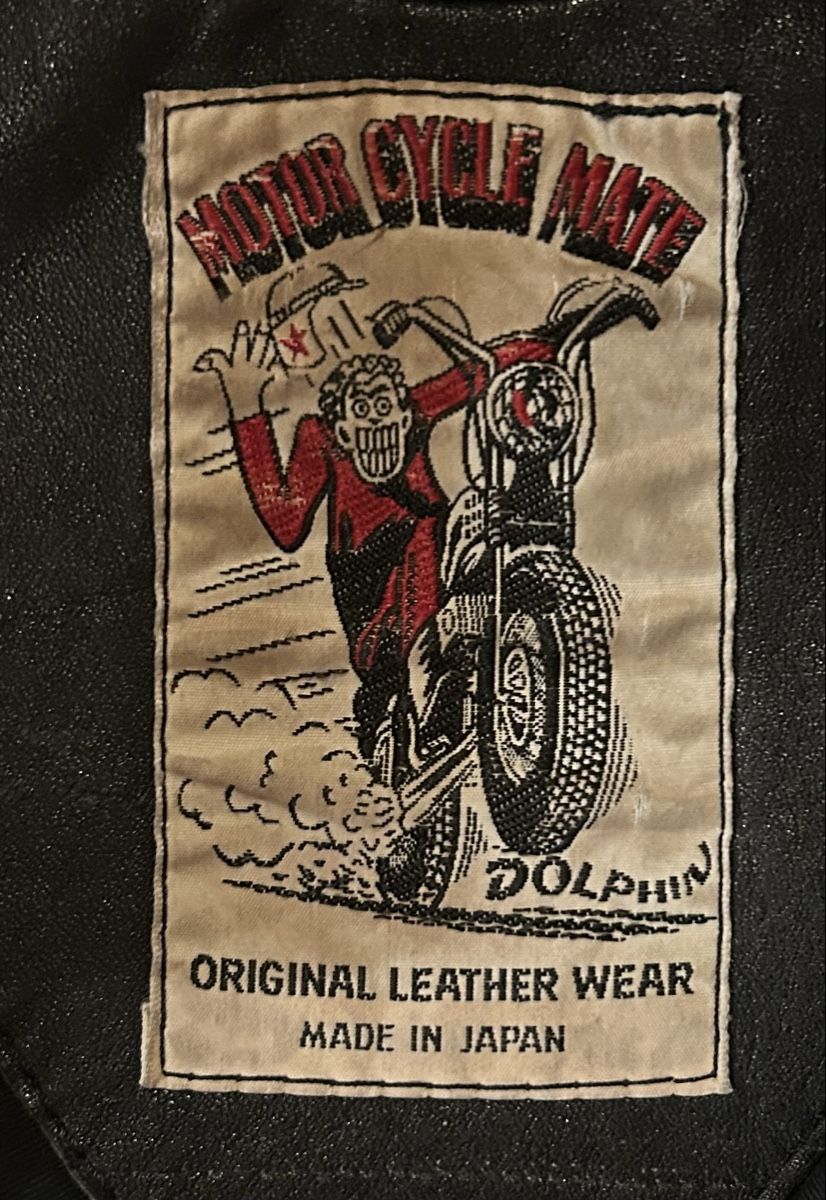 MOTOR CYCLE MATE
DOLPHIN
ORIGINAL LEATHER WEAR
MADE IN JAPAN